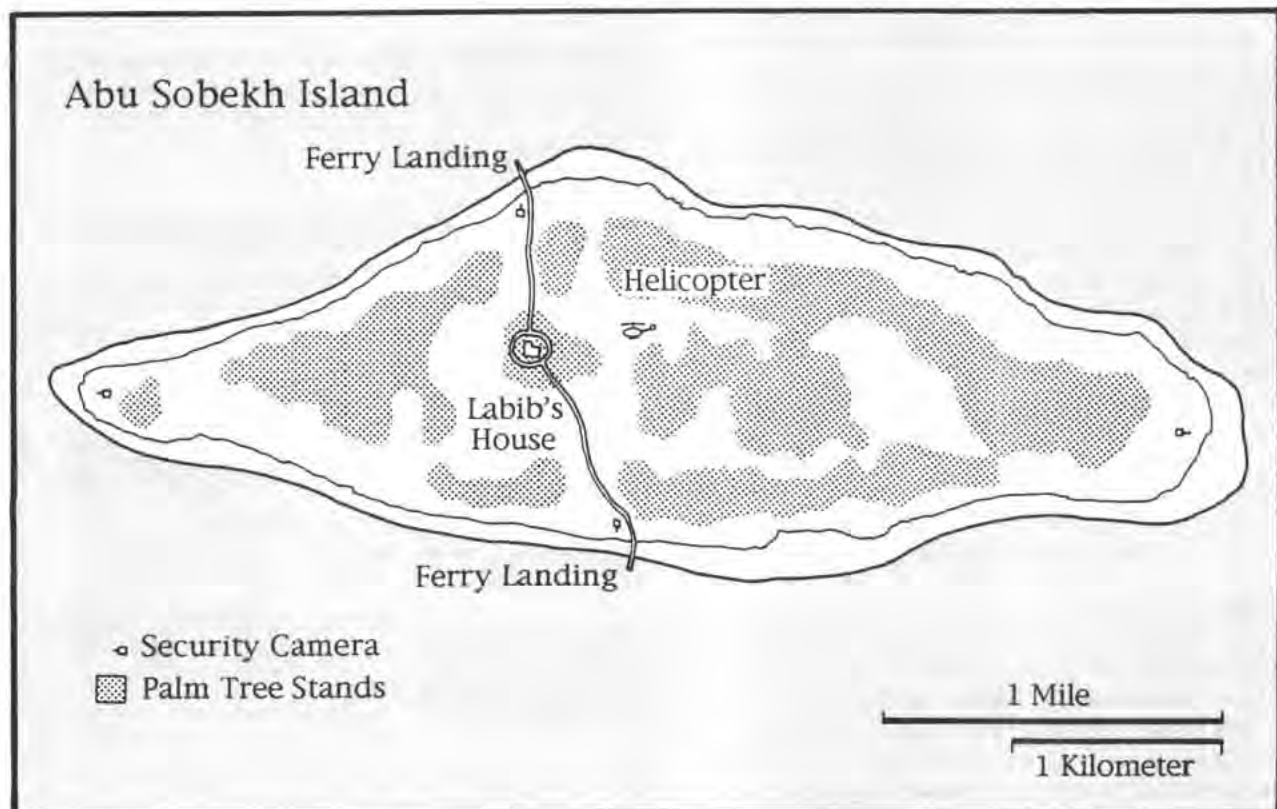 Abu Sobekh Island
Ferry Landing
Helicopter
Labib's
House
Ferry Landing
Security Camera
Palm Tree Stands
1 Mile
1 Kilometer